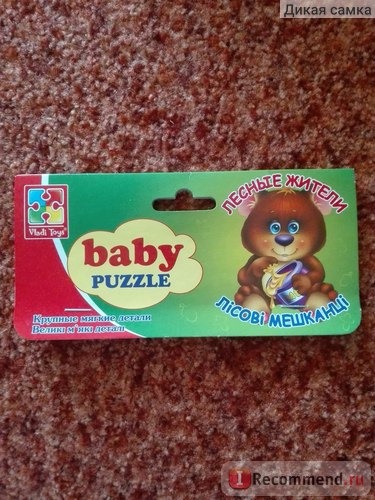 Дикая самка
Vladi Toys
baby
PUZZLE
Крупные мягкие детали
Великі м'які деталі
ЛЕСНЫЕ ЖИТЕЛИ
ЛІСОВІ МЕШКАНЦІ
IRecommend.ru